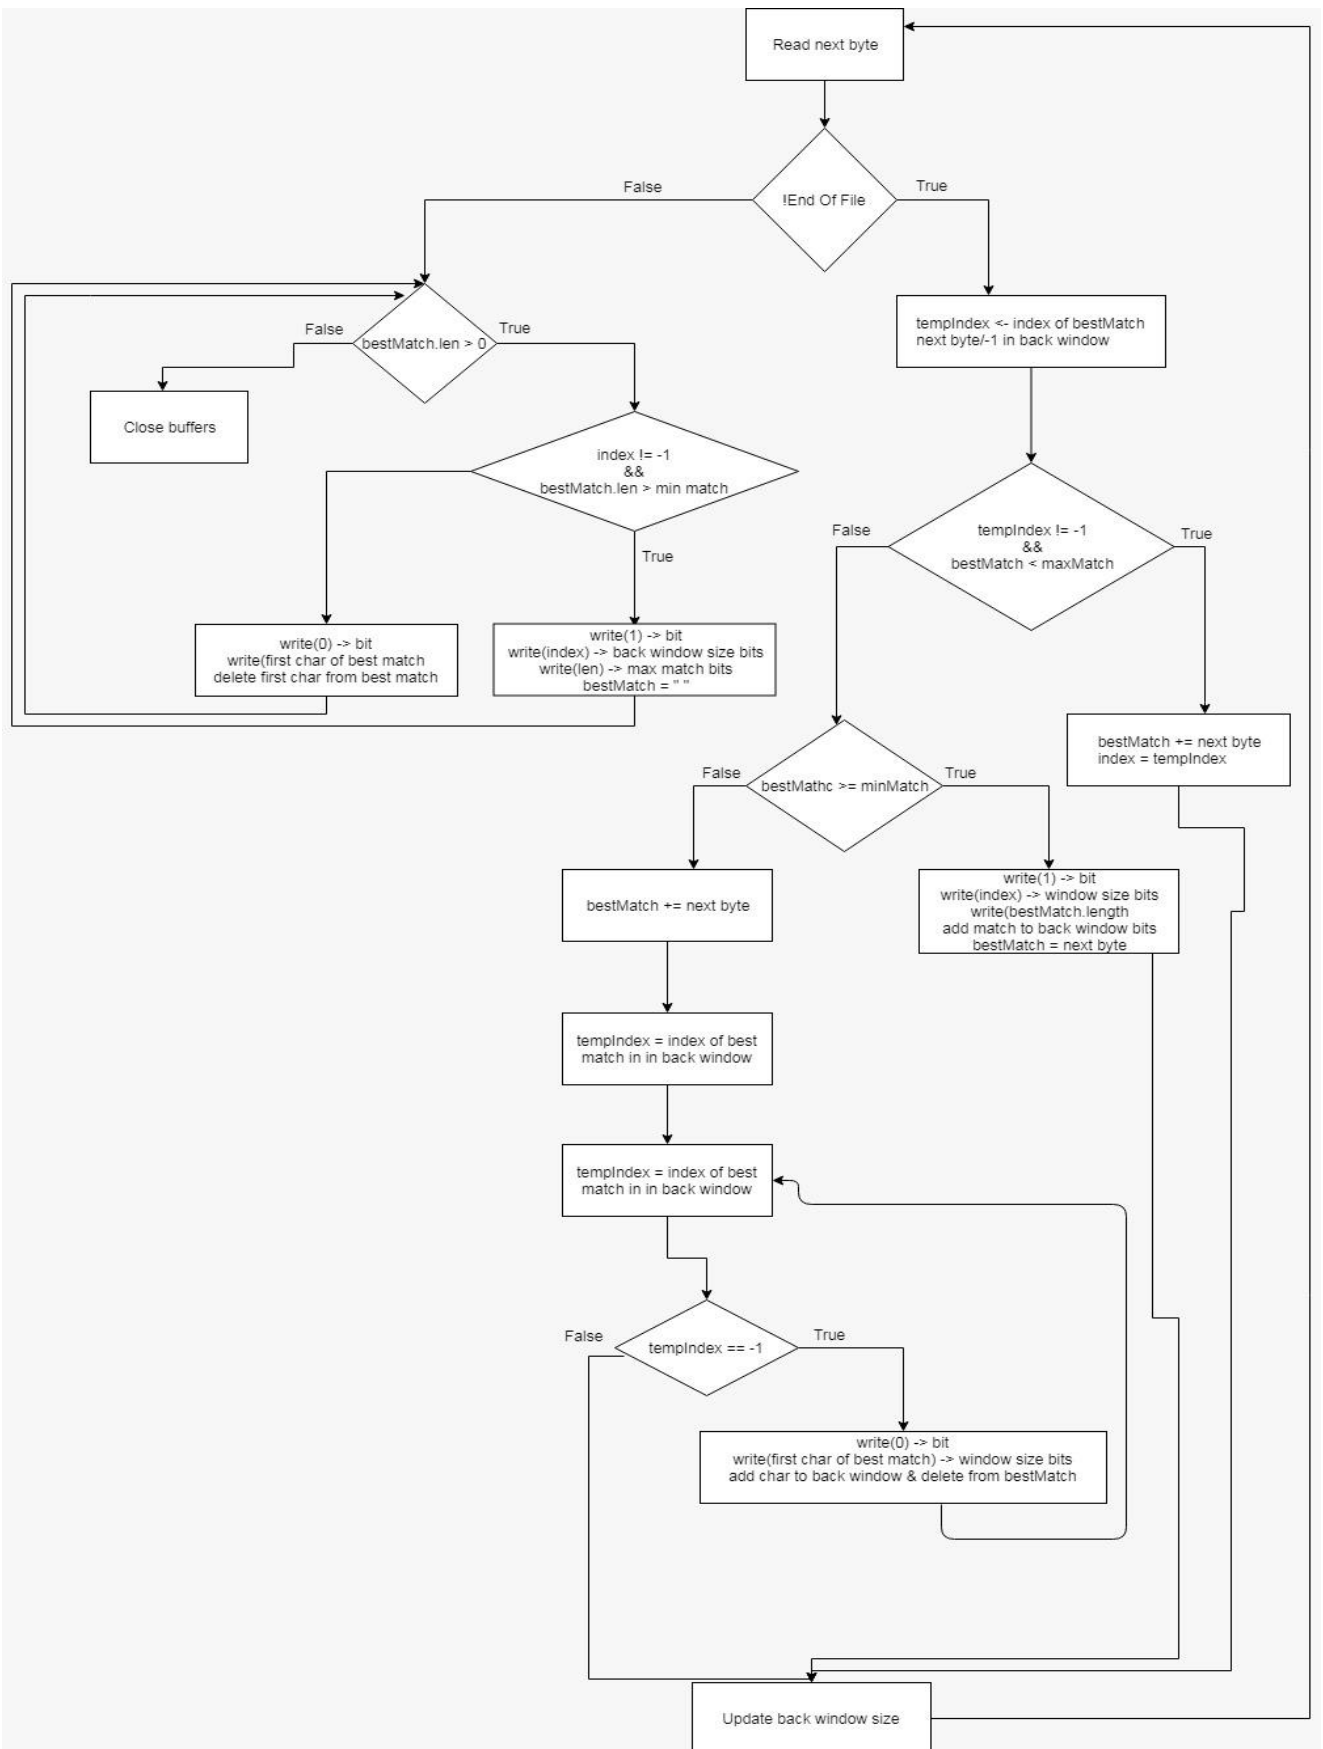 Read next byte
!End Of File
False
True
tempIndex <- index of bestMatch
next byte/-1 in back window
bestMatch.len > 0
False
True
Close buffers
index != -1
&&
bestMatch.len > min match
True
write(0) -> bit
write(first char of best match
delete first char from best match
write(1) -> bit
write(index) -> back window size bits
write(len) -> max match bits
bestMatch = " "
tempIndex != -1
&&
bestMatch < maxMatch
False
True
bestMatch += next byte
index = tempIndex
bestMathc >= minMatch
False
True
bestMatch += next byte
write(1) -> bit
write(index) -> window size bits
write(bestMatch.length
add match to back window bits
bestMatch = next byte
tempIndex = index of best
match in in back window
tempIndex = index of best
match in in back window
tempIndex == -1
False
True
write(0) -> bit
write(first char of best match) -> window size bits
add char to back window & delete from bestMatch
Update back window size